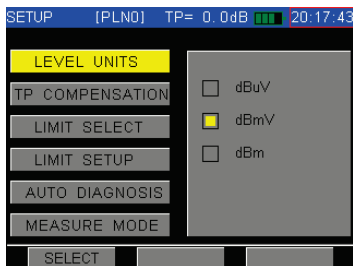 SETUP [PLN0] TP= 0.0dB 20:17:43
LEVEL UNITS
TP COMPENSATION
LIMIT SELECT
LIMIT SETUP
AUTO DIAGNOSIS
MEASURE MODE
dBuV
dBmV
dBm
SELECT